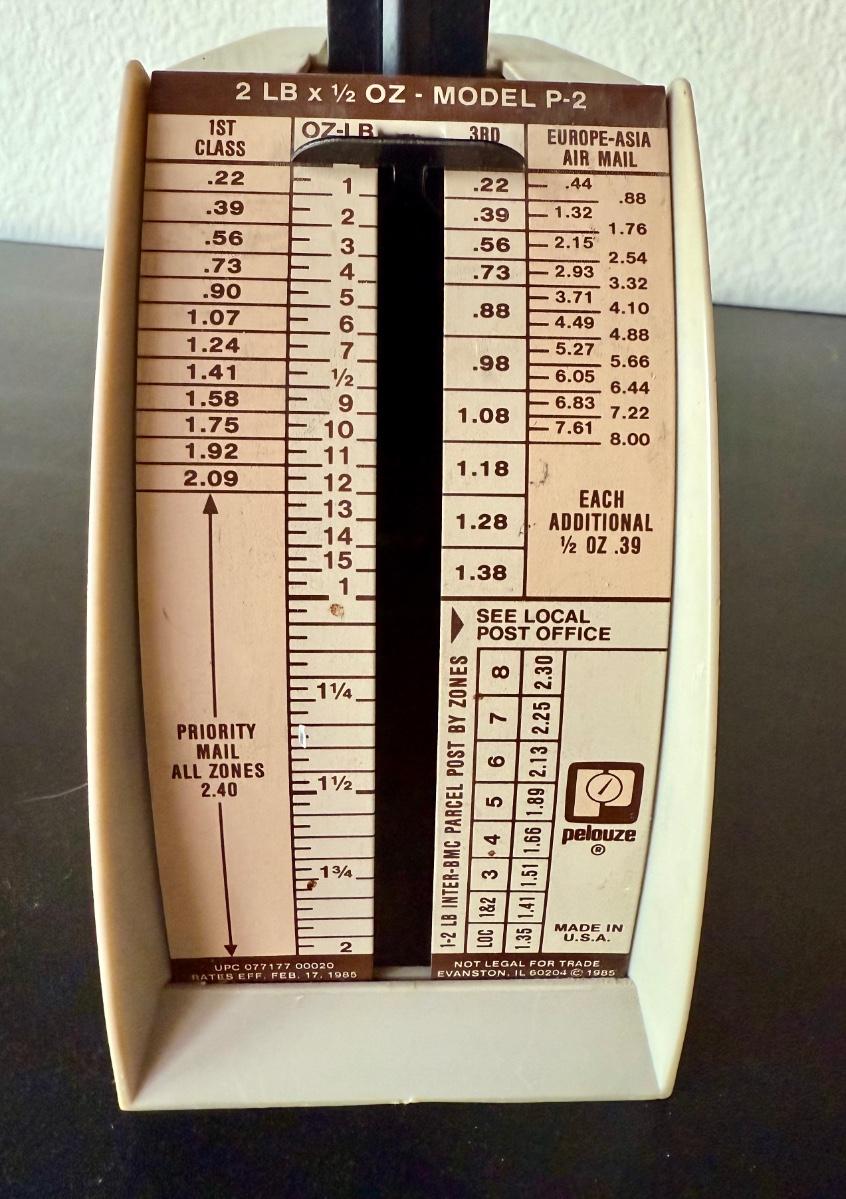 2 LB x ½ OZ - MODEL P-2
1ST
CLASS
.22
.39
.56
.73
.90
1.07
1.24
1.41
1.58
1.75
1.92
2.09
PRIORITY
MAIL
ALL ZONES
2.40
OZ-LB
1
2
3
4
5
6
7
½
9
10
11
12
13
14
15
1
1¼
1½
1¾
2
3RD
.22
.39
.56
.73
.88
.98
1.08
1.18
1.28
1.38
EUROPE-ASIA
AIR MAIL
.44
.88
1.32
1.76
2.15
2.54
2.93
3.32
3.71
4.10
4.49
4.88
5.27
5.66
6.05
6.44
6.83
7.22
7.61
8.00
EACH
ADDITIONAL
½ OZ .39
SEE LOCAL
POST OFFICE
1-2 LB INTER-BMC PARCEL POST BY ZONES
LOC 1&2 3 4 5 6 7 8
1.35 1.41 1.51 1.66 1.89 2.13 2.25 2.30
pelouze
®
MADE IN
U.S.A.
UPC 077177 00020
RATES EFF. FEB. 17, 1985
NOT LEGAL FOR TRADE
EVANSTON, IL 60204 © 1985